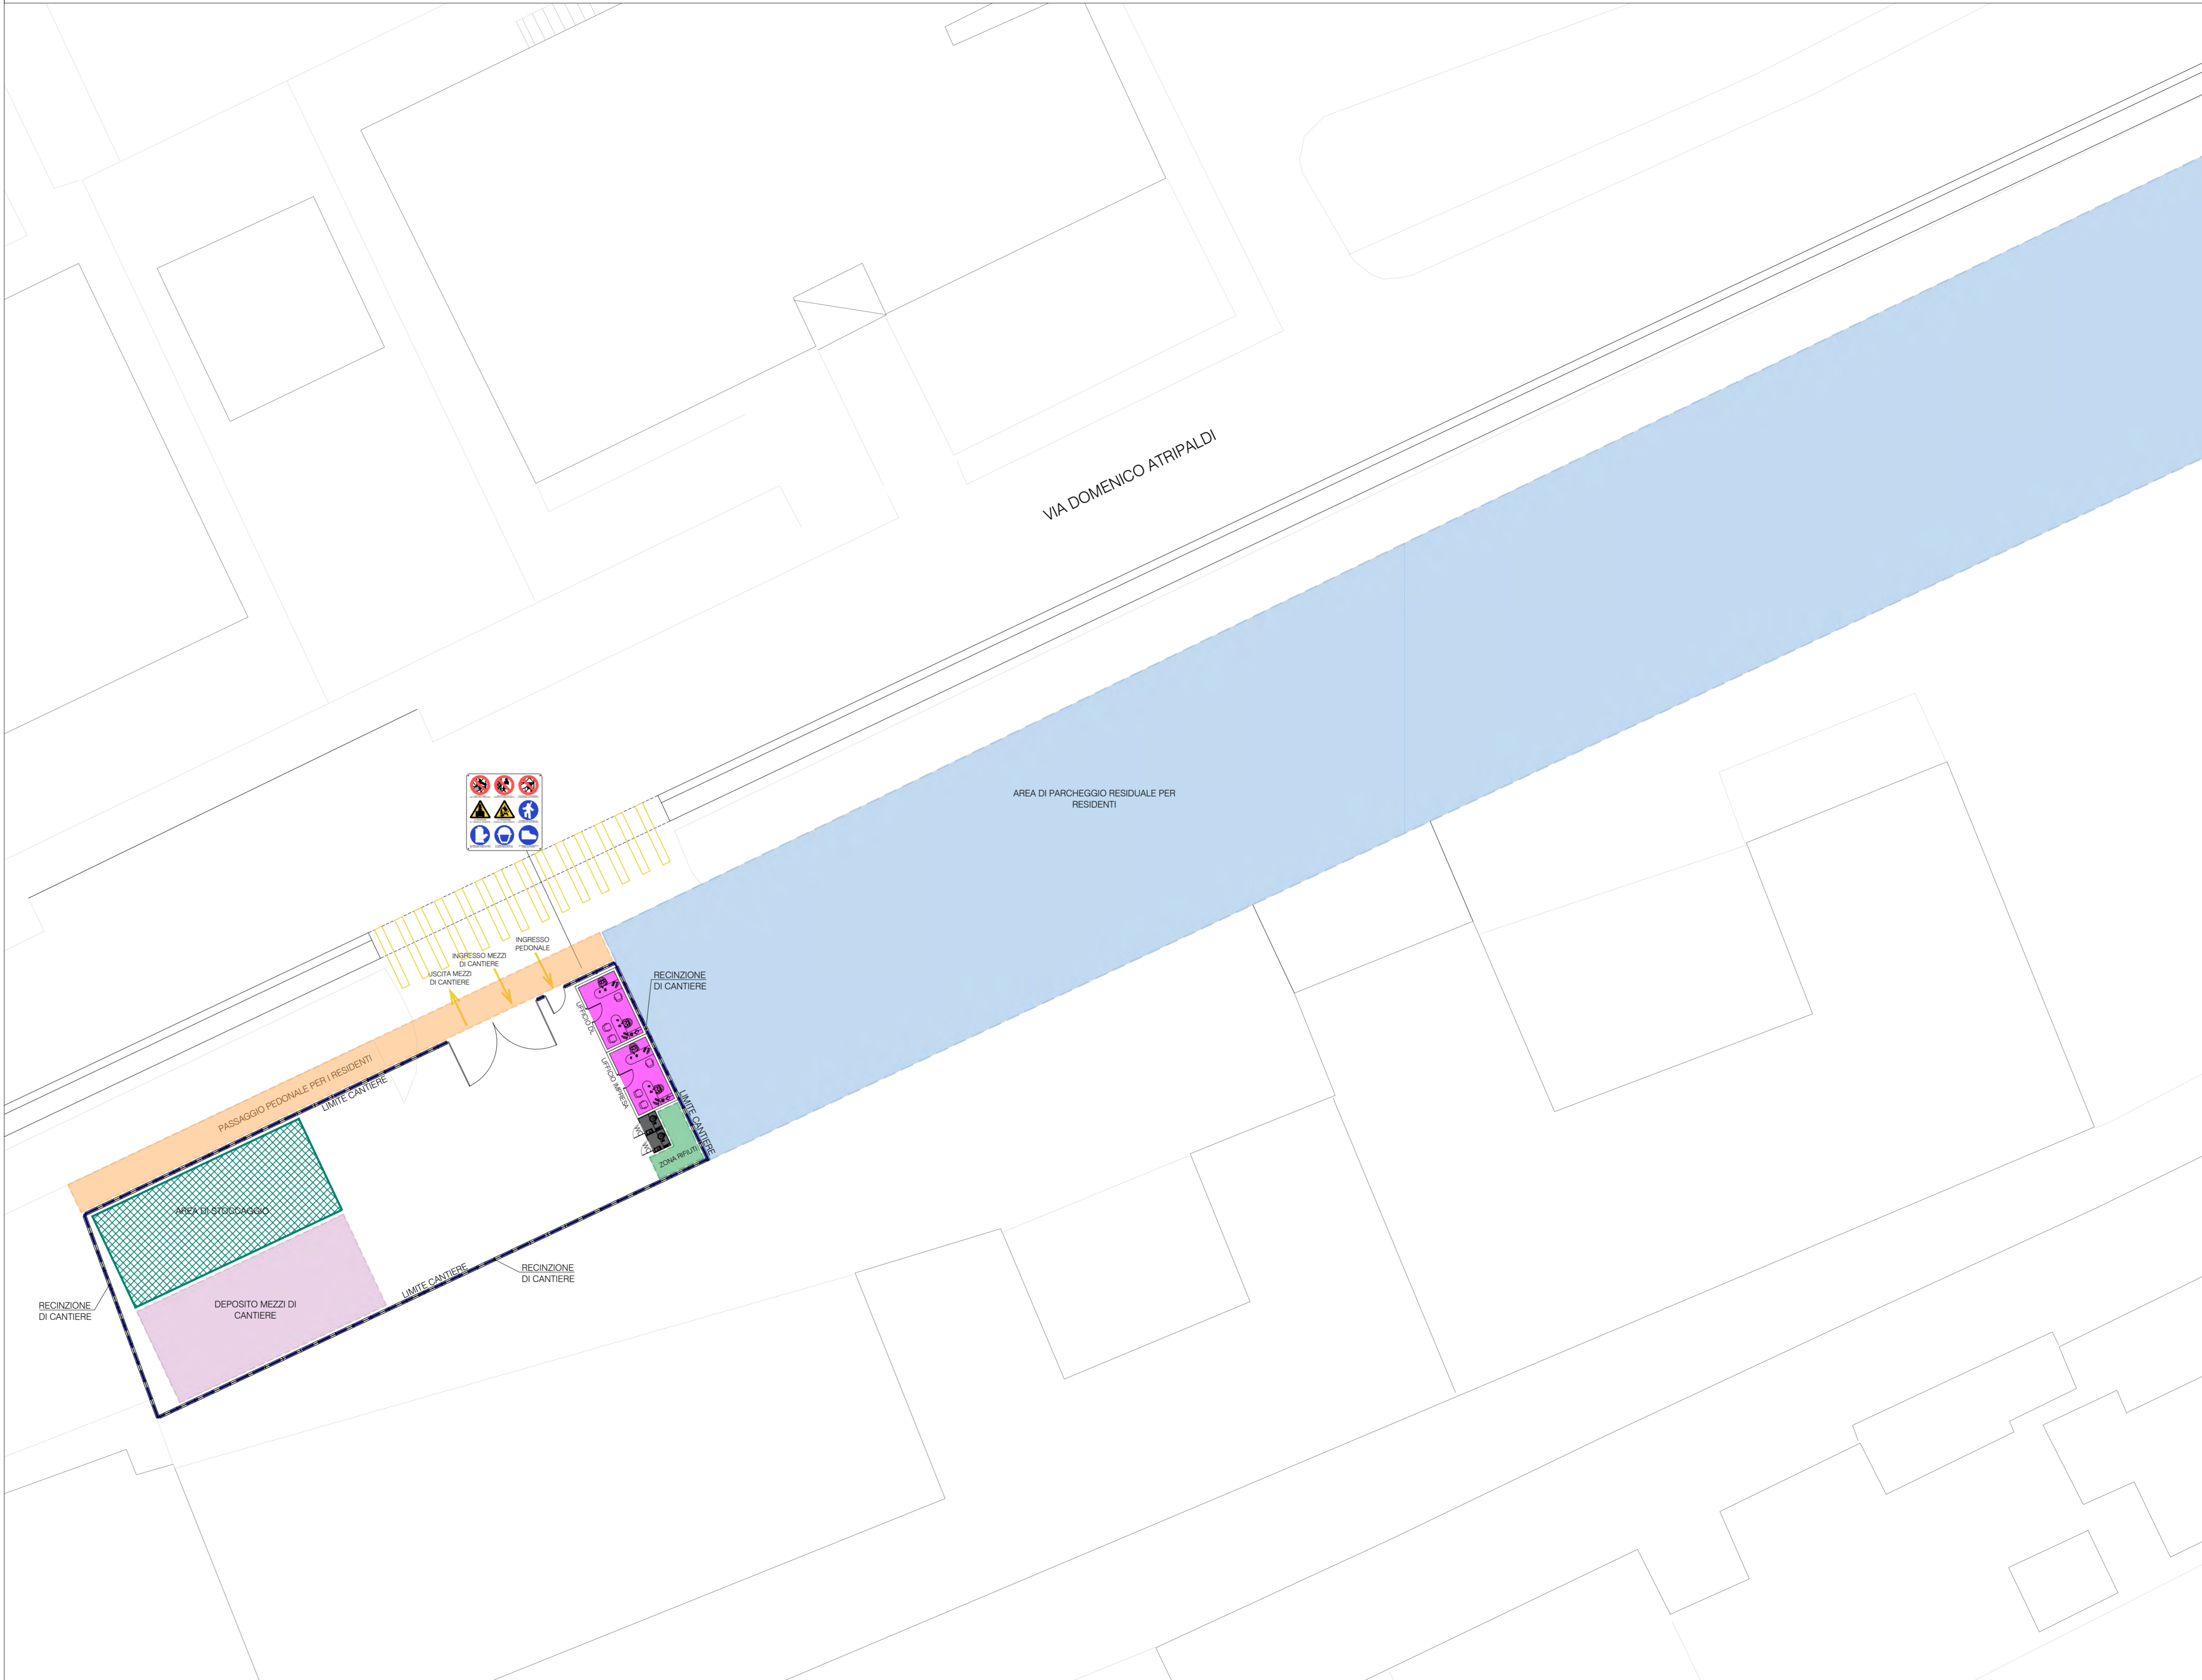 VIA DOMENICO ATRIPALDI
AREA DI PARCHEGGIO RESIDUALE PER
RESIDENTI
INGRESSO
PEDONALE
INGRESSO MEZZI
DI CANTIERE
USCITA MEZZI
DI CANTIERE
RECINZIONE
DI CANTIERE
UFFICIO DL
UFFICIO IMPRESA
PASSAGGIO PEDONALE PER I RESIDENTI
LIMITE CANTIERE
LIMITE CANTIERE
WC
WC
ZONA RIFIUTI
AREA DI STOCCAGGIO
DEPOSITO MEZZI DI
CANTIERE
LIMITE CANTIERE
RECINZIONE
DI CANTIERE
RECINZIONE
DI CANTIERE